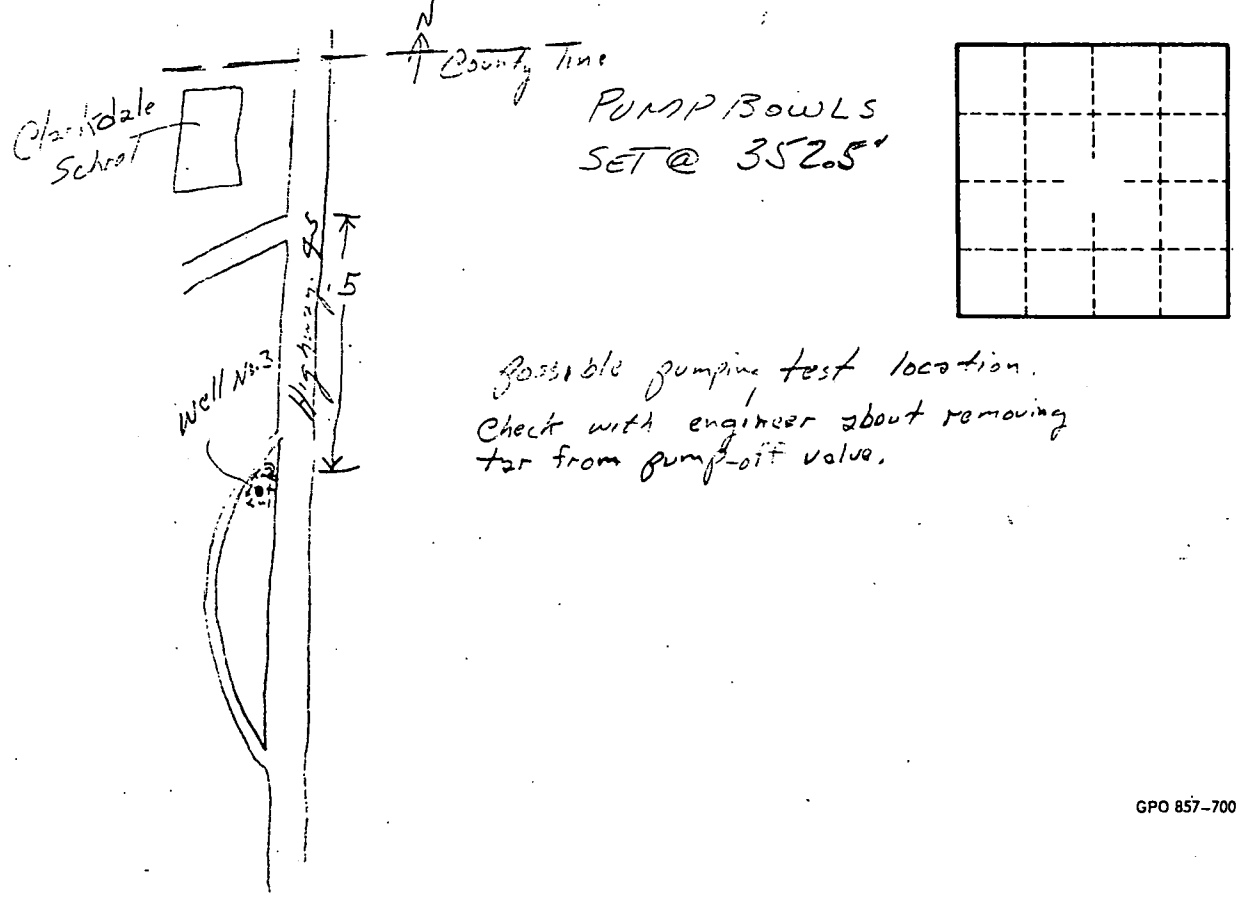 N
County Line
Clarkdale
School
PUMP BOWLS
SET @ 352.5'
Highway 45
.5
Well No.3
possible pumping test location.
Check with engineer about removing
tar from pump-off valve.
GPO 857-700